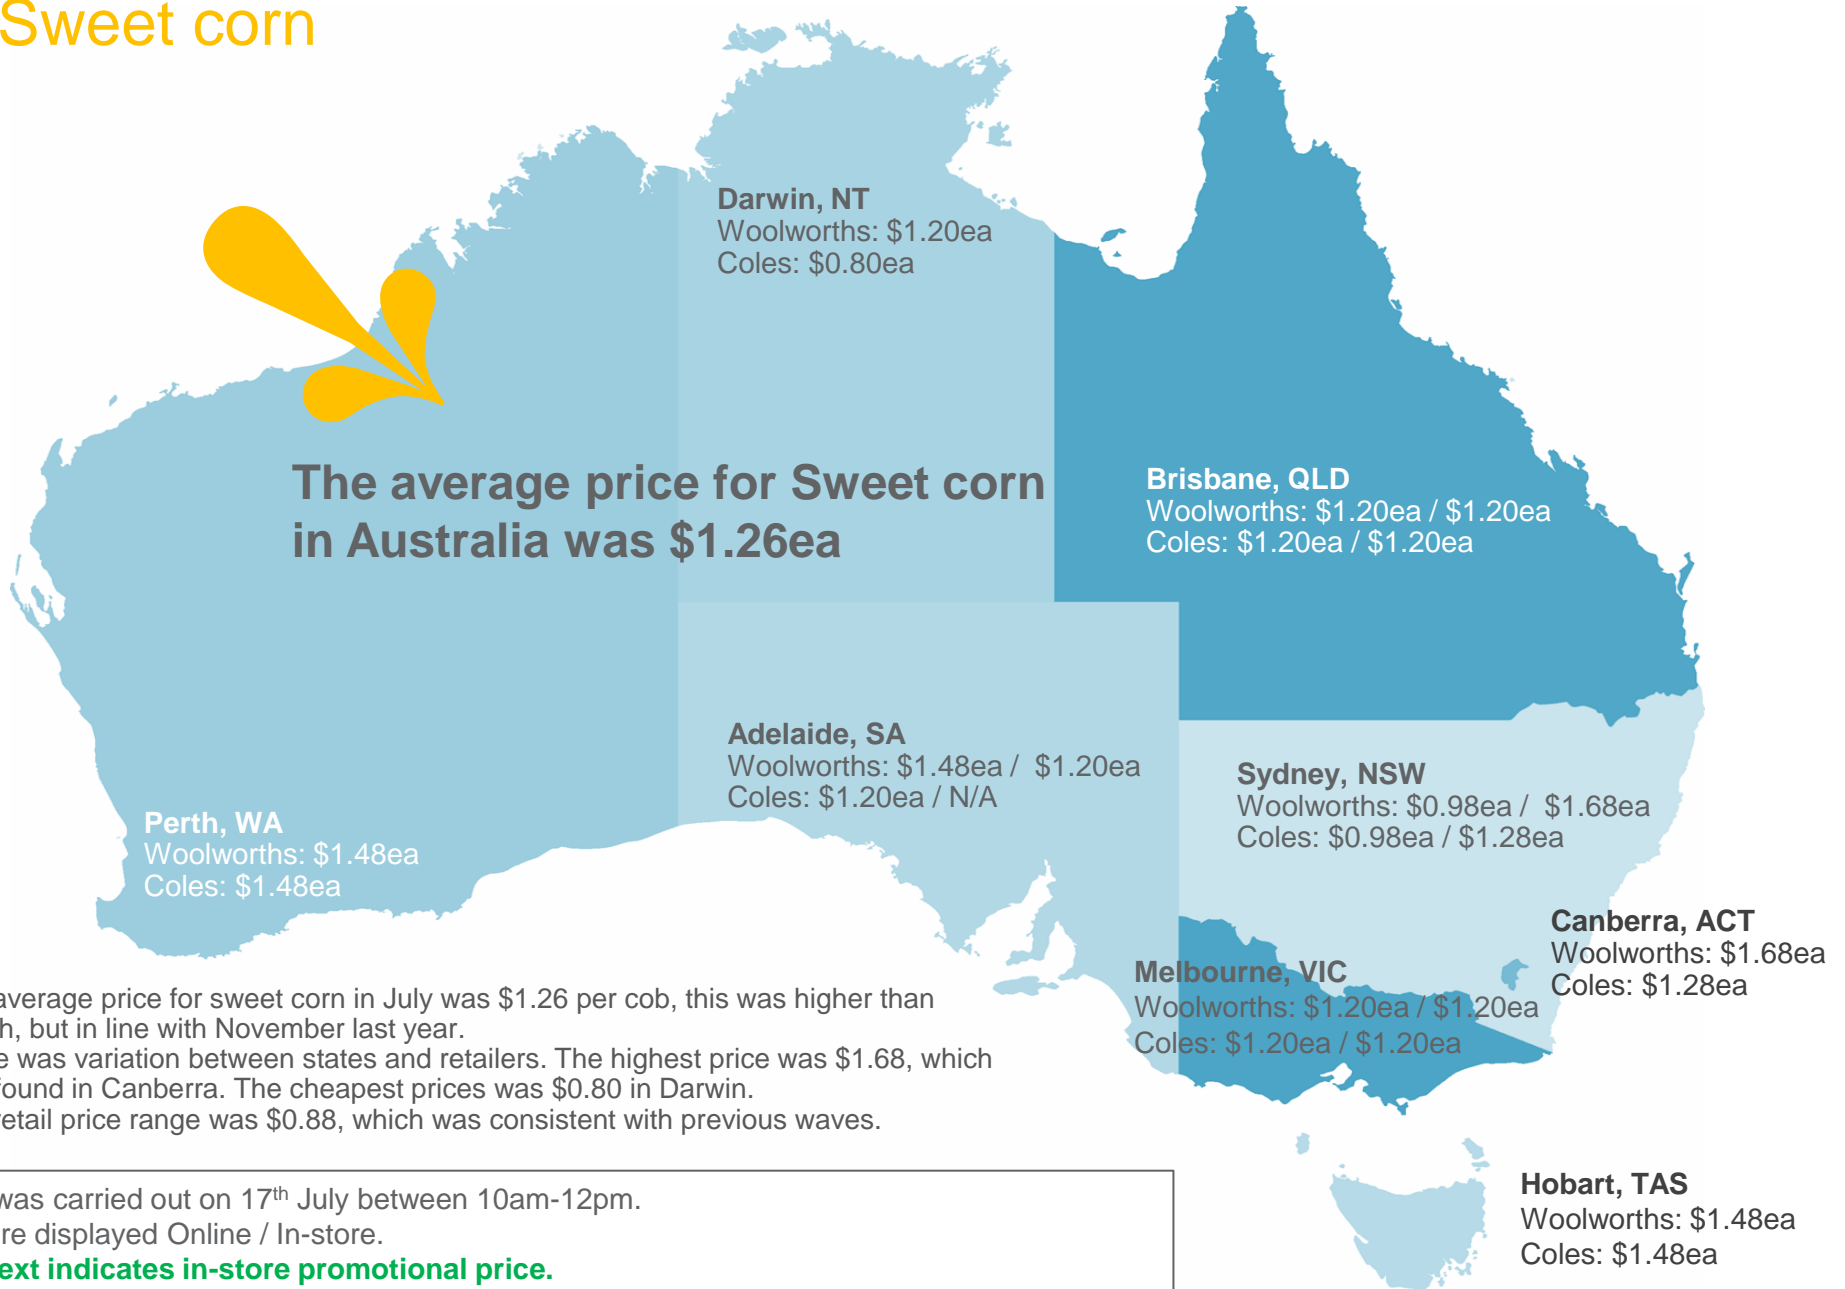 Sweet corn
Darwin, NT
Woolworths: $1.20ea
Coles: $0.80ea
The average price for Sweet corn
in Australia was $1.26ea
Brisbane, QLD
Woolworths: $1.20ea / $1.20ea
Coles: $1.20ea / $1.20ea
Adelaide, SA
Woolworths: $1.48ea / $1.20ea
Coles: $1.20ea / N/A
Sydney, NSW
Woolworths: $0.98ea / $1.68ea
Coles: $0.98ea / $1.28ea
Perth, WA
Woolworths: $1.48ea
Coles: $1.48ea
Canberra, ACT
Woolworths: $1.68ea
Coles: $1.28ea
Melbourne, VIC
Woolworths: $1.20ea / $1.20ea
Coles: $1.20ea / $1.20ea
average price for sweet corn in July was $1.26 per cob, this was higher than
h, but in line with November last year.
e was variation between states and retailers. The highest price was $1.68, which
found in Canberra. The cheapest prices was $0.80 in Darwin.
retail price range was $0.88, which was consistent with previous waves.
was carried out on 17th July between 10am-12pm.
re displayed Online / In-store.
ext indicates in-store promotional price.
Hobart, TAS
Woolworths: $1.48ea
Coles: $1.48ea